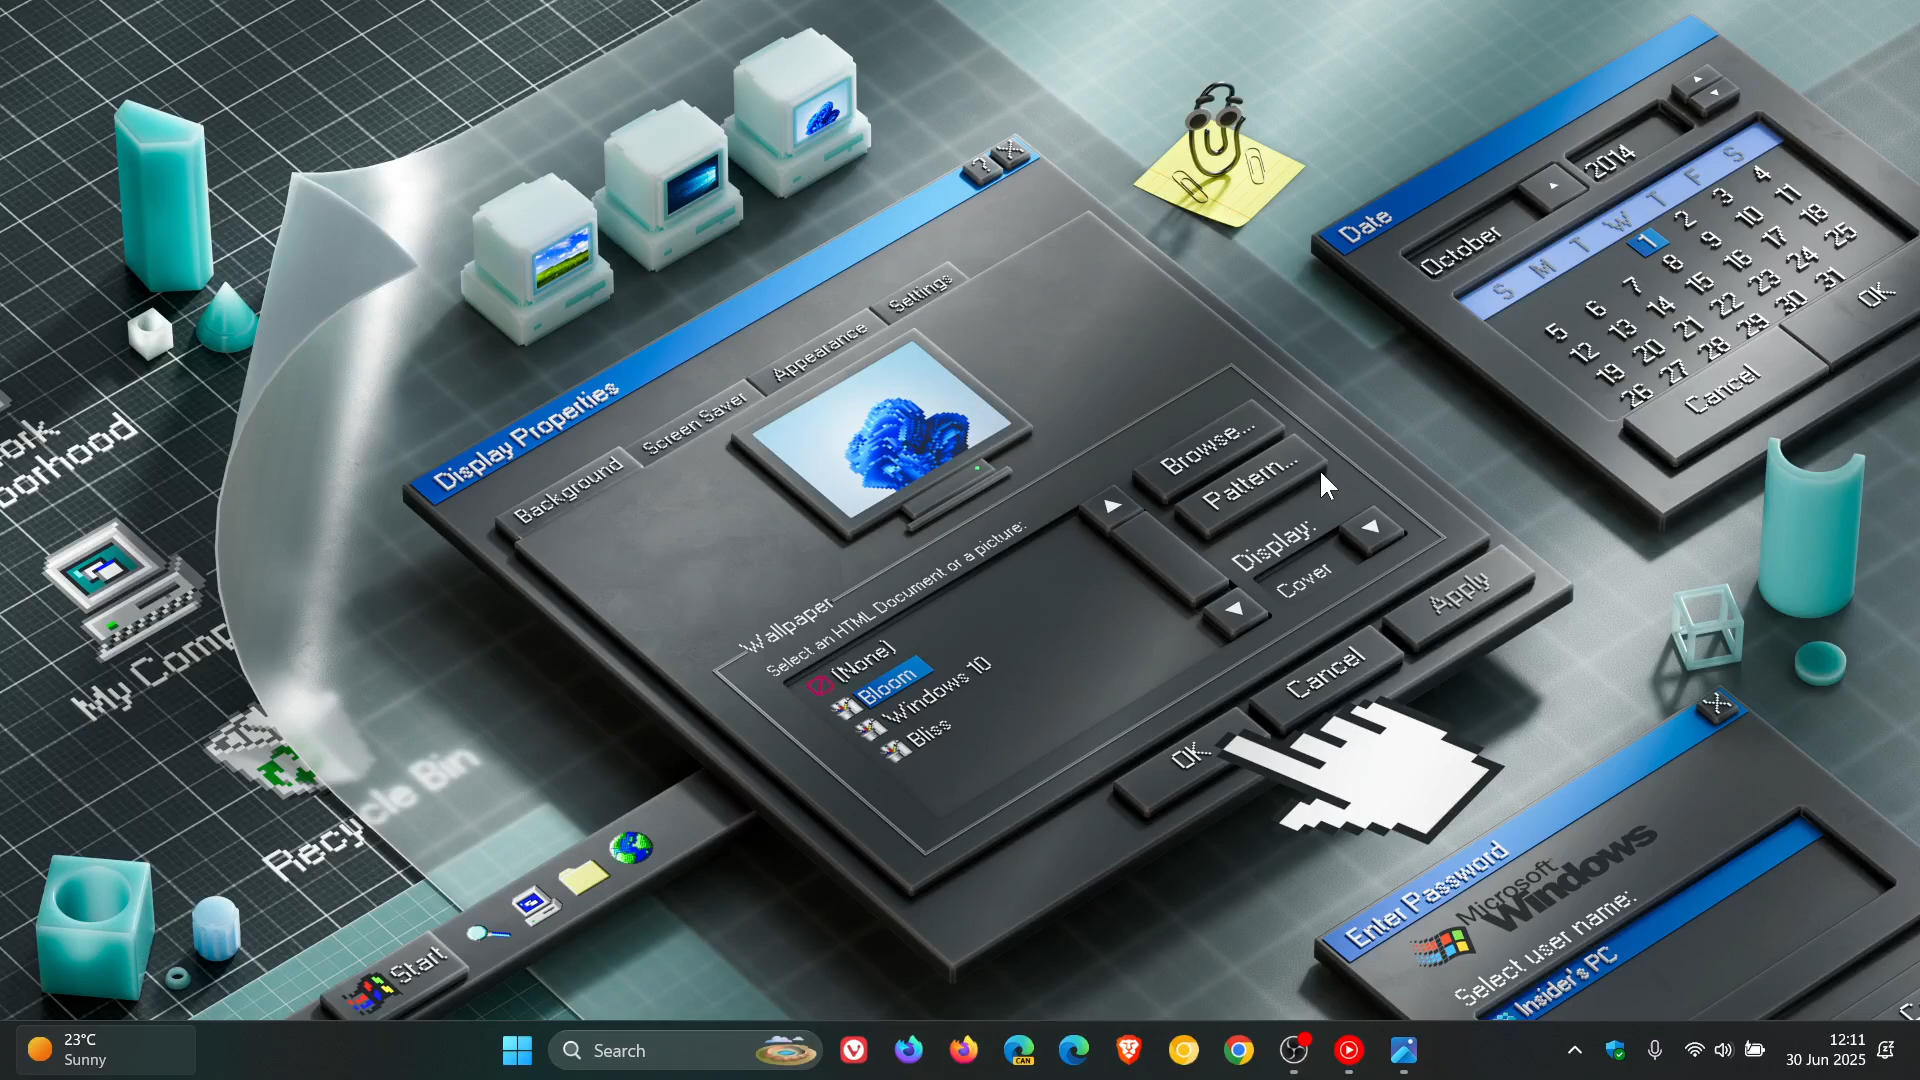 Display Properties
?
Background
Screen Saver
Appearance
Settings
Wallpaper
Select an HTML Document or a picture:
(None)
Bloom
Windows 10
Bliss
Browse...
Pattern...
Display:
Cover
OK
Cancel
Apply
Date
October
2014
S M T W T F S
1 2 3 4
5 6 7 8 9 10 11
12 13 14 15 16 17 18
19 20 21 22 23 24 25
26 27 28 29 30 31
Cancel
OK
Enter Password
Microsoft
Windows
Select user name:
Insider's PC
My Comp
Recycle Bin
Start
23°C
Sunny
Search
CAN
12:11
30 Jun 2025